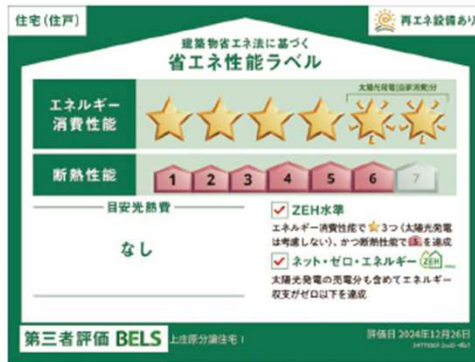 住宅(住戸)
再エネ設備あり
建築物省エネ法に基づく
省エネ性能ラベル
太陽光発電(自家消費)分
エネルギー
消費性能
断熱性能
1 2 3 4 5 6 7
目安光熱費
なし
ZEH水準
エネルギー消費性能で★3つ(太陽光発電
は考慮しない)、かつ断熱性能で5を達成
ネット・ゼロ・エネルギー
ZEH
太陽光発電の売電分も含めてエネルギー
収支がゼロ以下を達成
第三者評価 BELS
上庄原分譲住宅
評価日 2024年12月26日